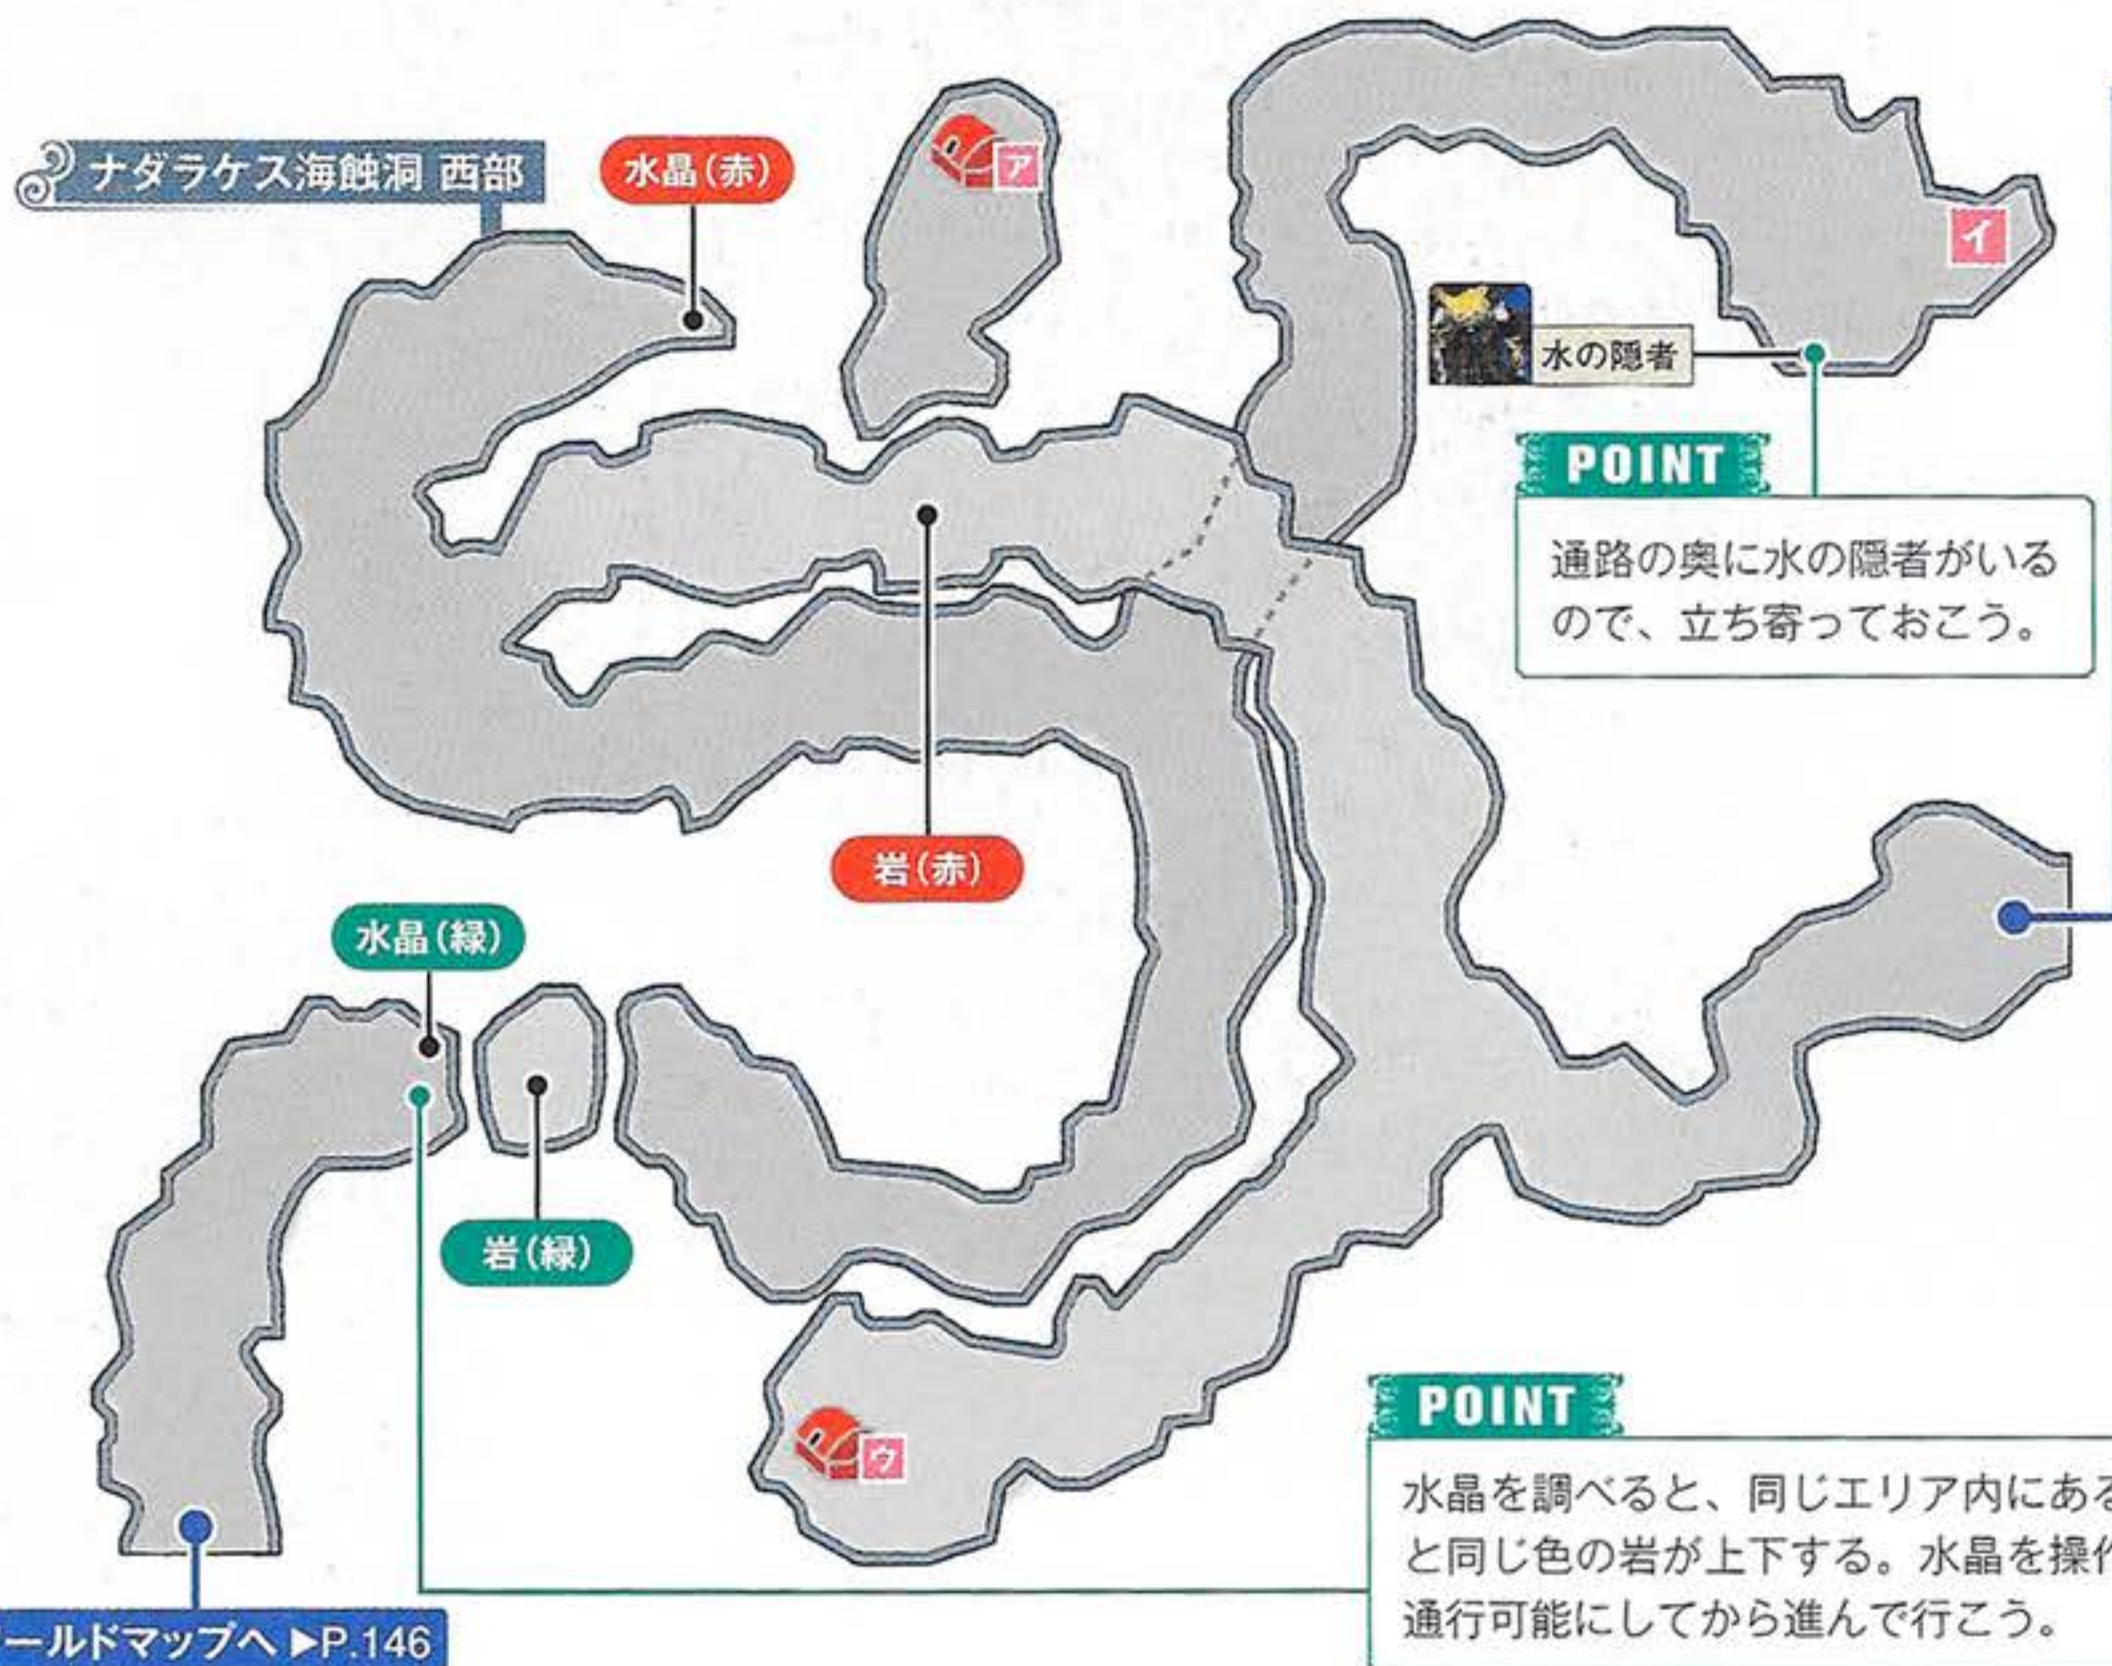 ナダラケス海蝕洞 西部
水晶(赤)
ア
イ
水の隠者
POINT
通路の奥に水の隠者がいる
ので、立ち寄っておこう。
岩(赤)
水晶(緑)
岩(緑)
ウ
POINT
水晶を調べると、同じエリア内にある
と同じ色の岩が上下する。水晶を操作
通行可能にしてから進んで行こう。
ールドマップへ ▶P.146